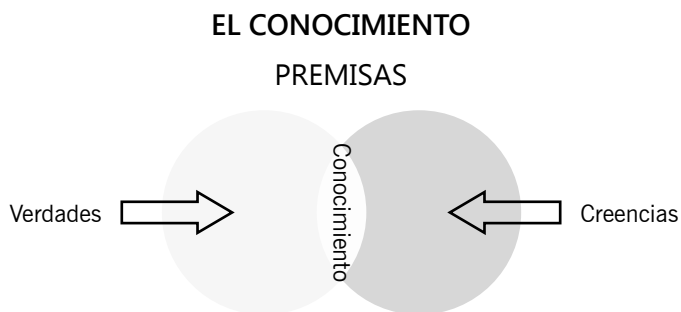 EL CONOCIMIENTO
PREMISAS
Conocimiento
Verdades
Creencias